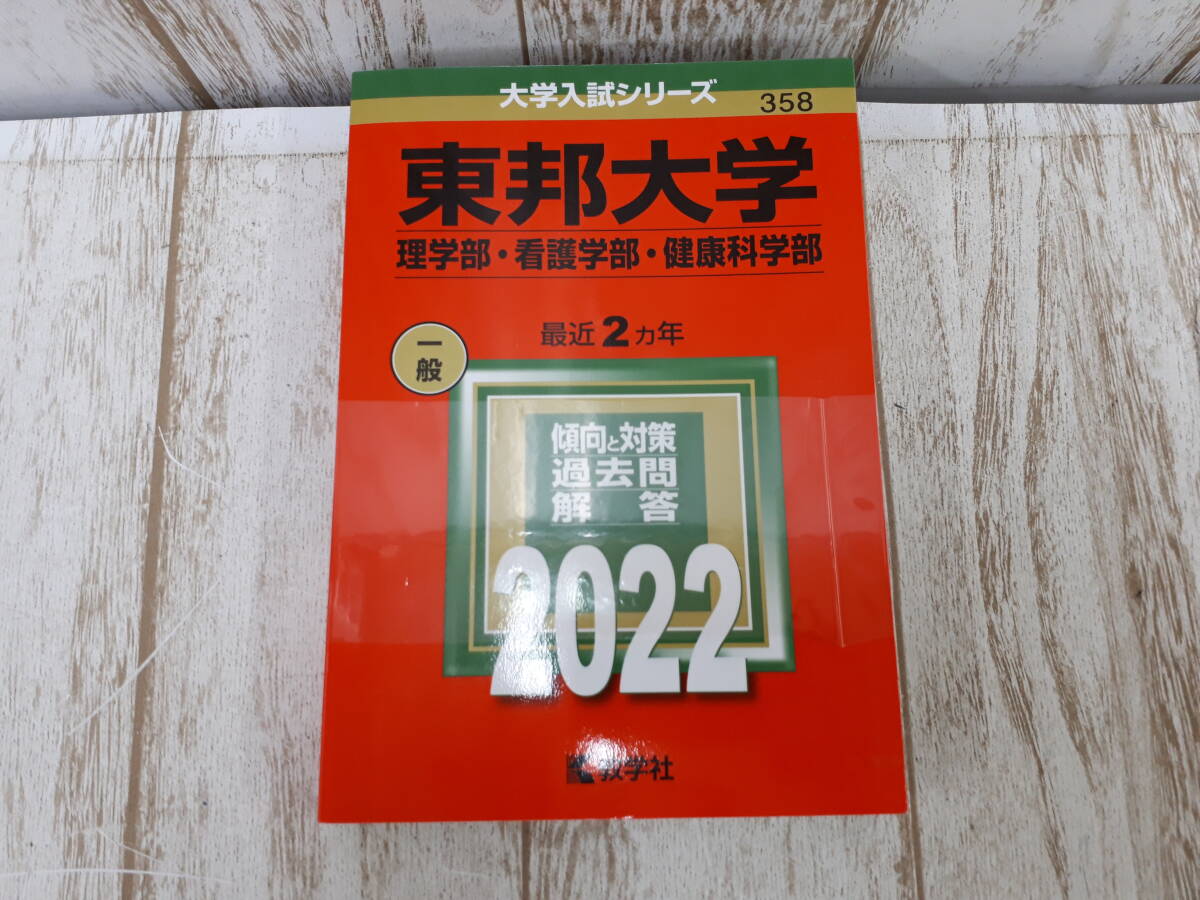 大学入試シリーズ
358
東邦大学
理学部・看護学部・健康科学部
最近2カ年
一般
傾向と対策
過去問
解答
2022
教学社